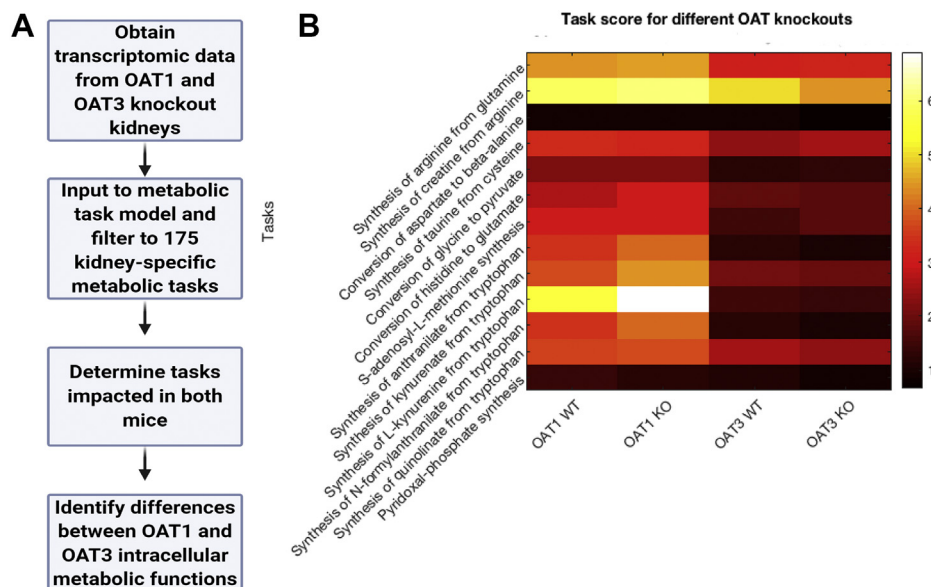 A
Obtain
transcriptomic data
from OAT1 and
OAT3 knockout
kidneys
Input to metabolic
task model and
filter to 175
kidney-specific
metabolic tasks
Determine tasks
impacted in both
mice
Identify differences
between OAT1 and
OAT3 intracellular
metabolic functions
B
Task score for different OAT knockouts
Tasks
Synthesis of arginine from glutamine
Synthesis of creatine from arginine
Conversion of aspartate to beta-alanine
Synthesis of taurine from cysteine
Conversion of glycine to pyruvate
Conversion of histidine to glutamate
S-adenosyl-L-methionine synthesis
Synthesis of anthranilate from tryptophan
Synthesis of kynurenate from tryptophan
Synthesis of L-kynurenine from tryptophan
Synthesis of N-formylanthranilate from tryptophan
Synthesis of quinolinate from tryptophan
Pyridoxal-phosphate synthesis
OAT1 WT
OAT1 KO
OAT3 WT
OAT3 KO
6
5
4
3
2
1